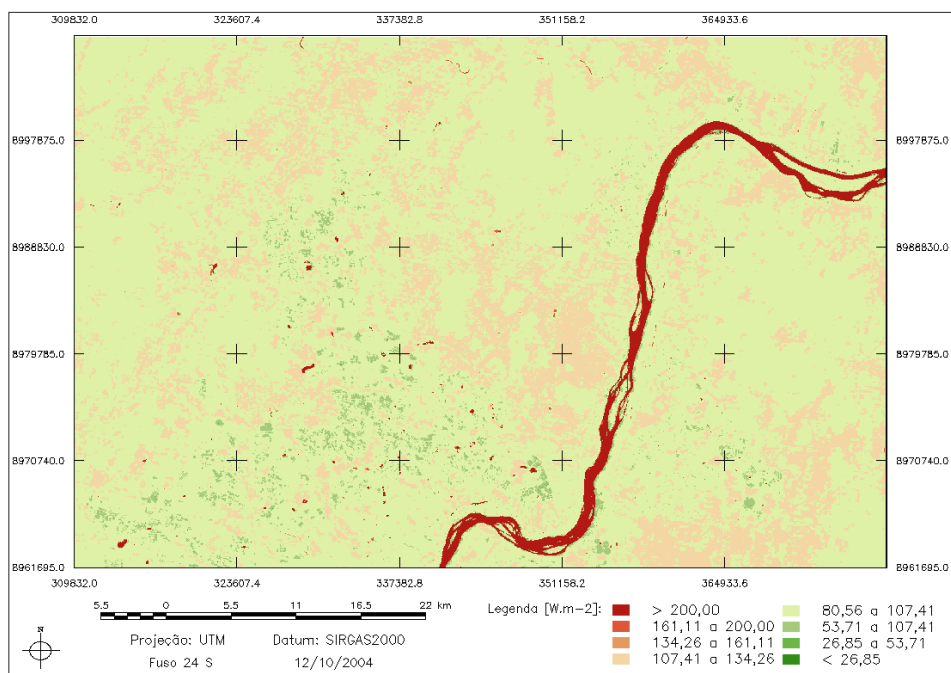 309832.0 323607.4 337382.8 351158.2 364933.6
8997875.0 8997875.0
8988830.0 8988830.0
8979785.0 8979785.0
8970740.0 8970740.0
8961695.0 8961695.0
309832.0 323607.4 337382.8 351158.2 364933.6
5.5 0 5.5 11 16.5 22 km
N
Projeção: UTM Datum: SIRGAS2000
Fuso 24 S 12/10/2004
Legenda [W.m-2]:
> 200,00
161,11 a 200,00
134,26 a 161,11
107,41 a 134,26
80,56 a 107,41
53,71 a 107,41
26,85 a 53,71
< 26,85